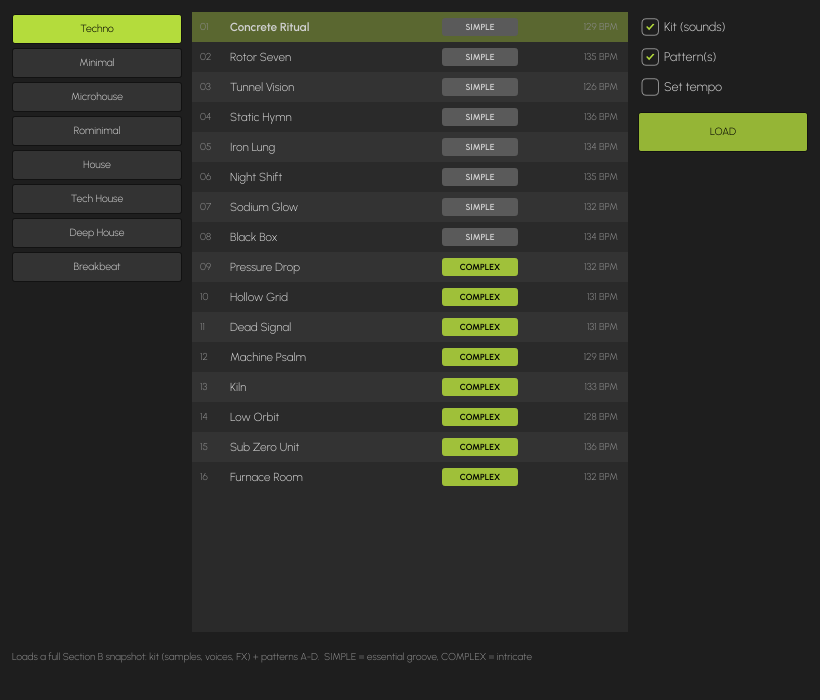 Techno
Minimal
Microhouse
Rominimal
House
Tech House
Deep House
Breakbeat
01 Concrete Ritual SIMPLE 129 BPM
02 Rotor Seven SIMPLE 135 BPM
03 Tunnel Vision SIMPLE 126 BPM
04 Static Hymn SIMPLE 136 BPM
05 Iron Lung SIMPLE 134 BPM
06 Night Shift SIMPLE 135 BPM
07 Sodium Glow SIMPLE 132 BPM
08 Black Box SIMPLE 134 BPM
09 Pressure Drop COMPLEX 132 BPM
10 Hollow Grid COMPLEX 131 BPM
11 Dead Signal COMPLEX 131 BPM
12 Machine Psalm COMPLEX 129 BPM
13 Kiln COMPLEX 133 BPM
14 Low Orbit COMPLEX 128 BPM
15 Sub Zero Unit COMPLEX 136 BPM
16 Furnace Room COMPLEX 132 BPM
Kit (sounds)
Pattern(s)
Set tempo
LOAD
Loads a full Section B snapshot: kit (samples, voices, FX) + patterns A-D. SIMPLE = essential groove, COMPLEX = intricate